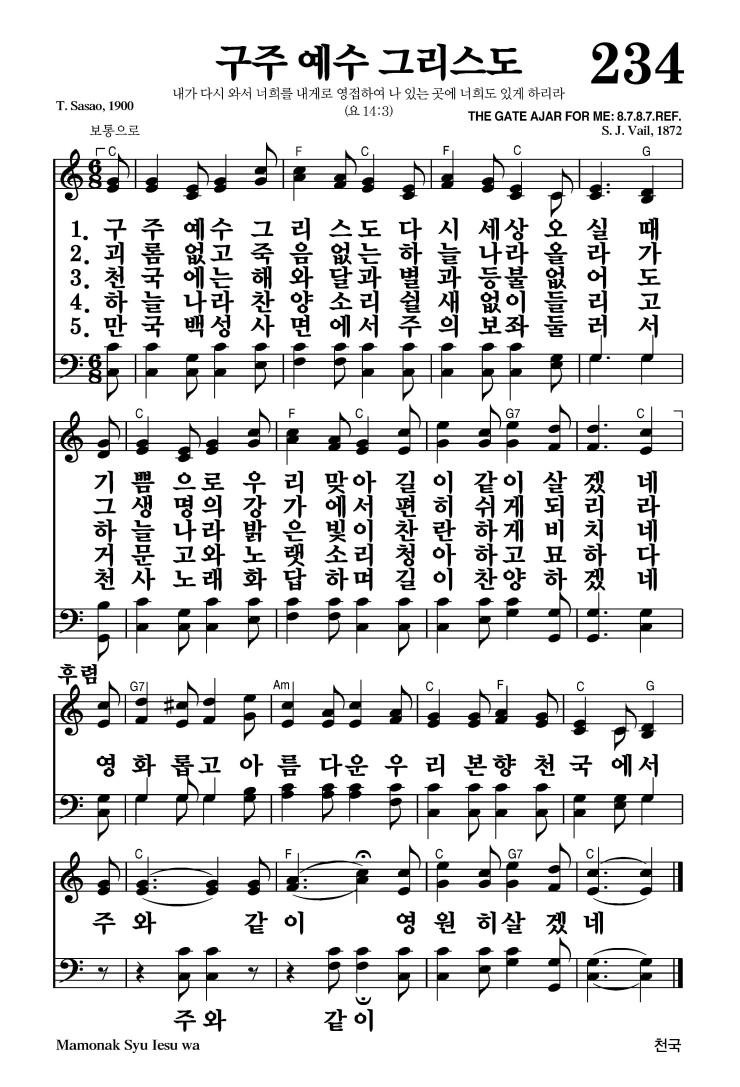 구주 예수 그리스도
234
내가 다시 와서 너희를 내게로 영접하여 나 있는 곳에 너희도 있게 하리라
(요 14:3)
T. Sasao, 1900
THE GATE AJAR FOR ME: 8.7.8.7.REF.
보통으로
S. J. Vail, 1872
C F C F C G
6 8
1. 구 주 예수 그 리 스도 다 시 세상 오 실 때
2. 괴 롬 없고 죽 음 없는 하 늘 나라 올 라 가
3. 천 국 에는 해 와 달과 별 과 등불 없 어 도
4. 하 늘 나라 찬 양 소리 쉴 새 없이 들 리 고
5. 만 국 백성 사 면 에서 주 의 보좌 둘 러 서
6 8
C F C G7 C
기 쁨 으로 우 리 맞아 길 이 같이 살 겠 네
그 생 명의 강 가 에서 편 히 쉬게 되 리 라
하 늘 나라 밝 은 빛이 찬 란 하게 비 치 네
거 문 고와 노 랫 소리 청 아 하고 묘 하 다
천 사 노래 화 답 하며 길 이 찬양 하 겠 네
후렴
G7 Am C F C G
영 화 롭고 아 름 다운 우 리 본향 천 국 에서
C F C G7 C
주 와 같 이 영 원 히살 겠 네
주 와 같 이
Mamonak Syu Iesu wa
천국